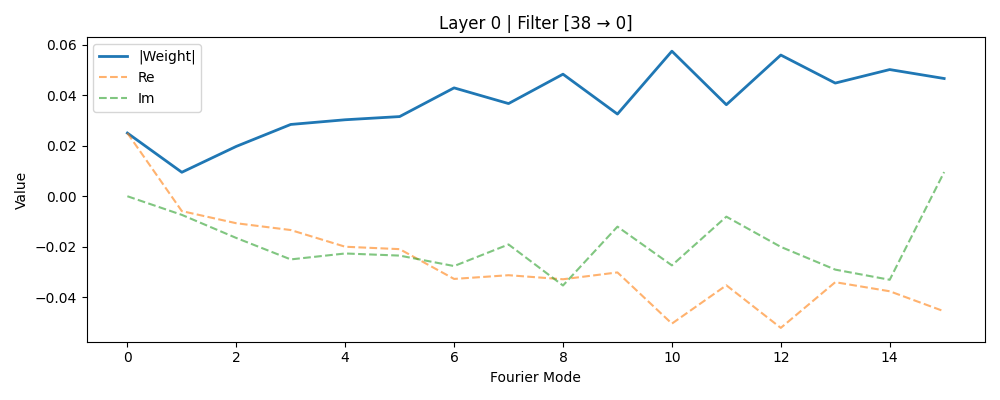 Layer 0 | Filter [38 → 0]
|Weight|
Re
Im
Value
0.06
0.04
0.02
0.00
−0.02
−0.04
0 2 4 6 8 10 12 14
Fourier Mode